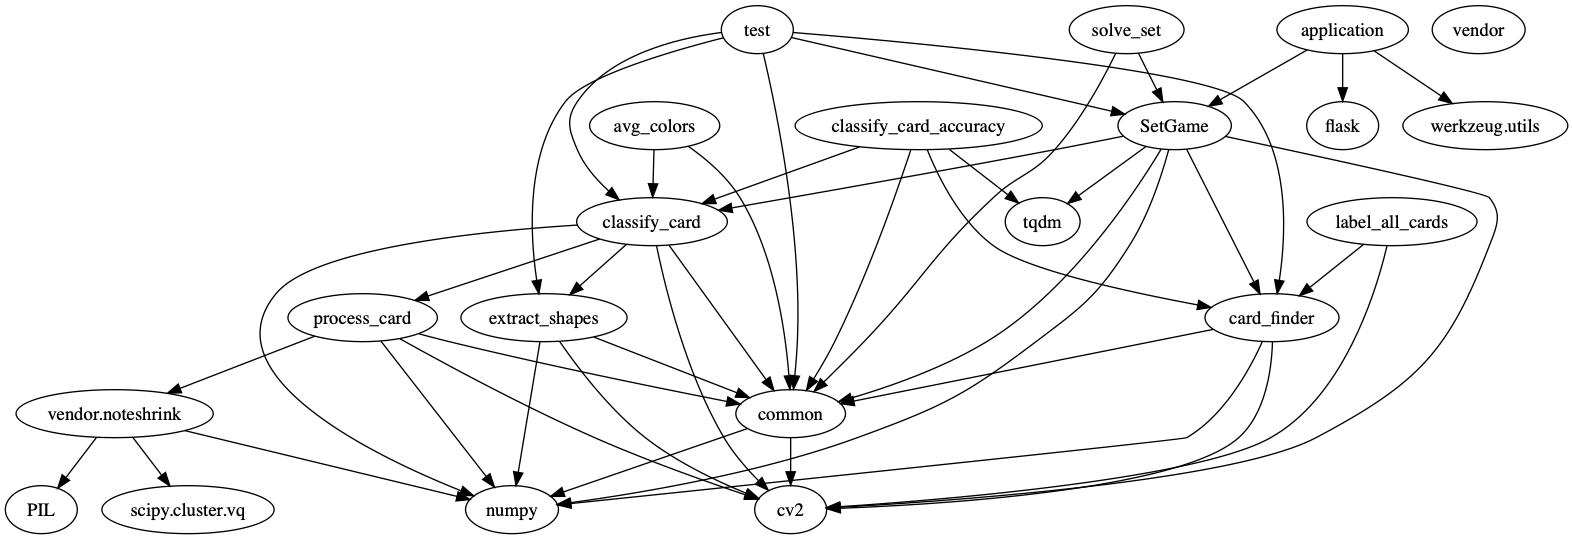 test
solve_set
application
vendor
avg_colors
classify_card_accuracy
SetGame
flask
werkzeug.utils
classify_card
tqdm
label_all_cards
process_card
extract_shapes
card_finder
vendor.noteshrink
common
PIL
scipy.cluster.vq
numpy
cv2